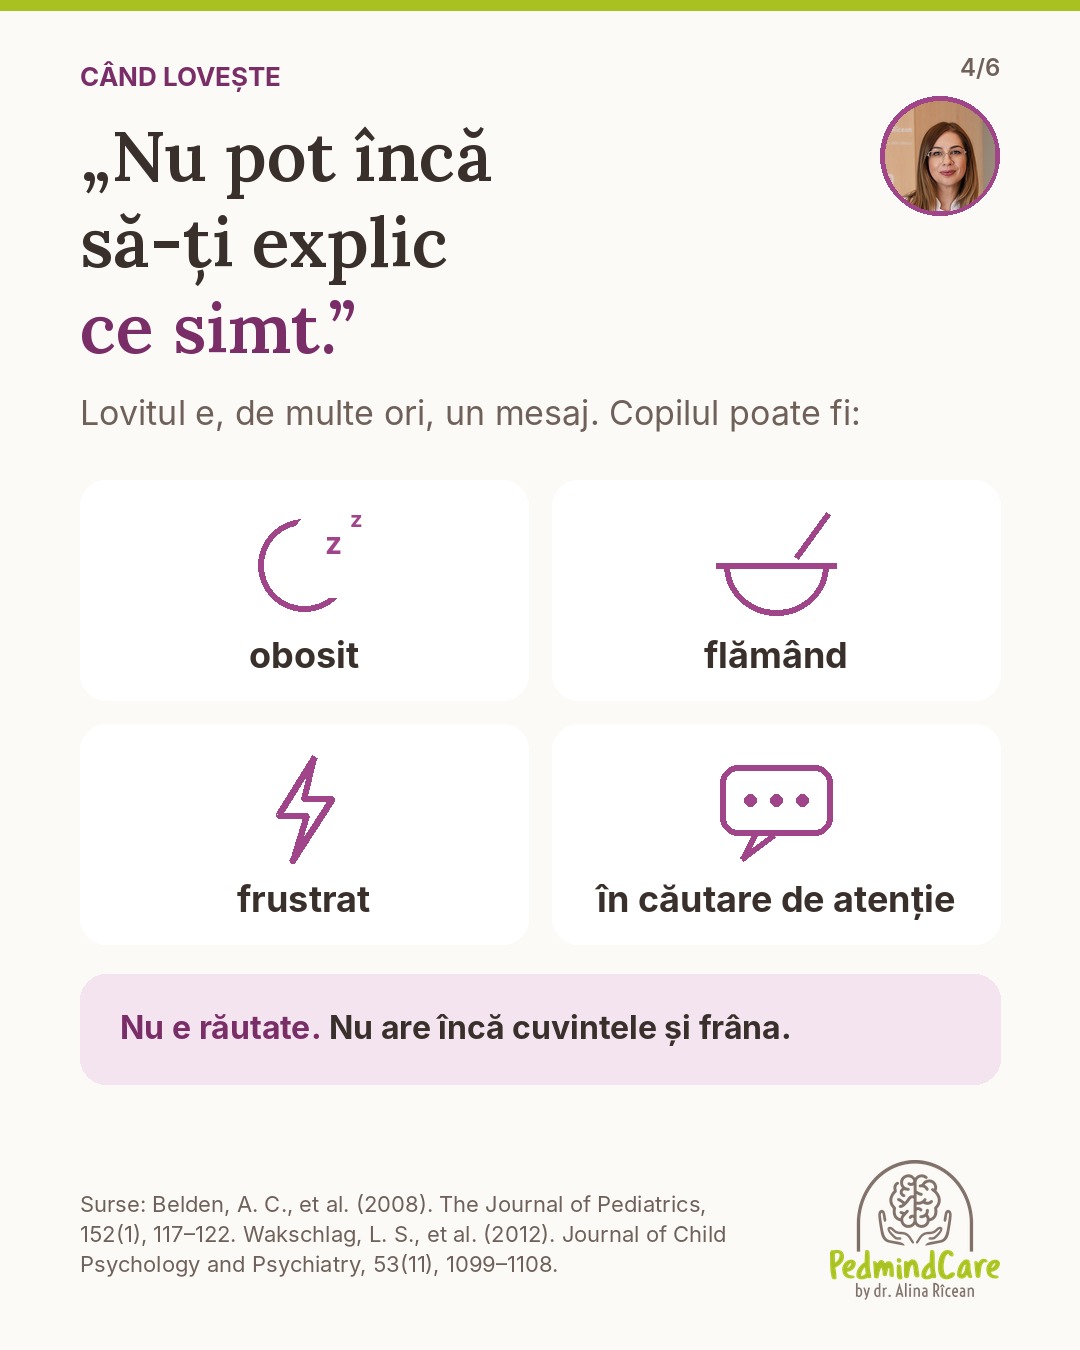 CÂND LOVEȘTE
4/6
„Nu pot încă
să-ți explic
ce simt.”
Lovitul e, de multe ori, un mesaj. Copilul poate fi:
z
z
obosit
flămând
frustrat
în căutare de atenție
Nu e răutate. Nu are încă cuvintele și frâna.
Surse: Belden, A. C., et al. (2008). The Journal of Pediatrics,
152(1), 117–122. Wakschlag, L. S., et al. (2012). Journal of Child
Psychology and Psychiatry, 53(11), 1099–1108.
PedmindCare
by dr. Alina Rîcean